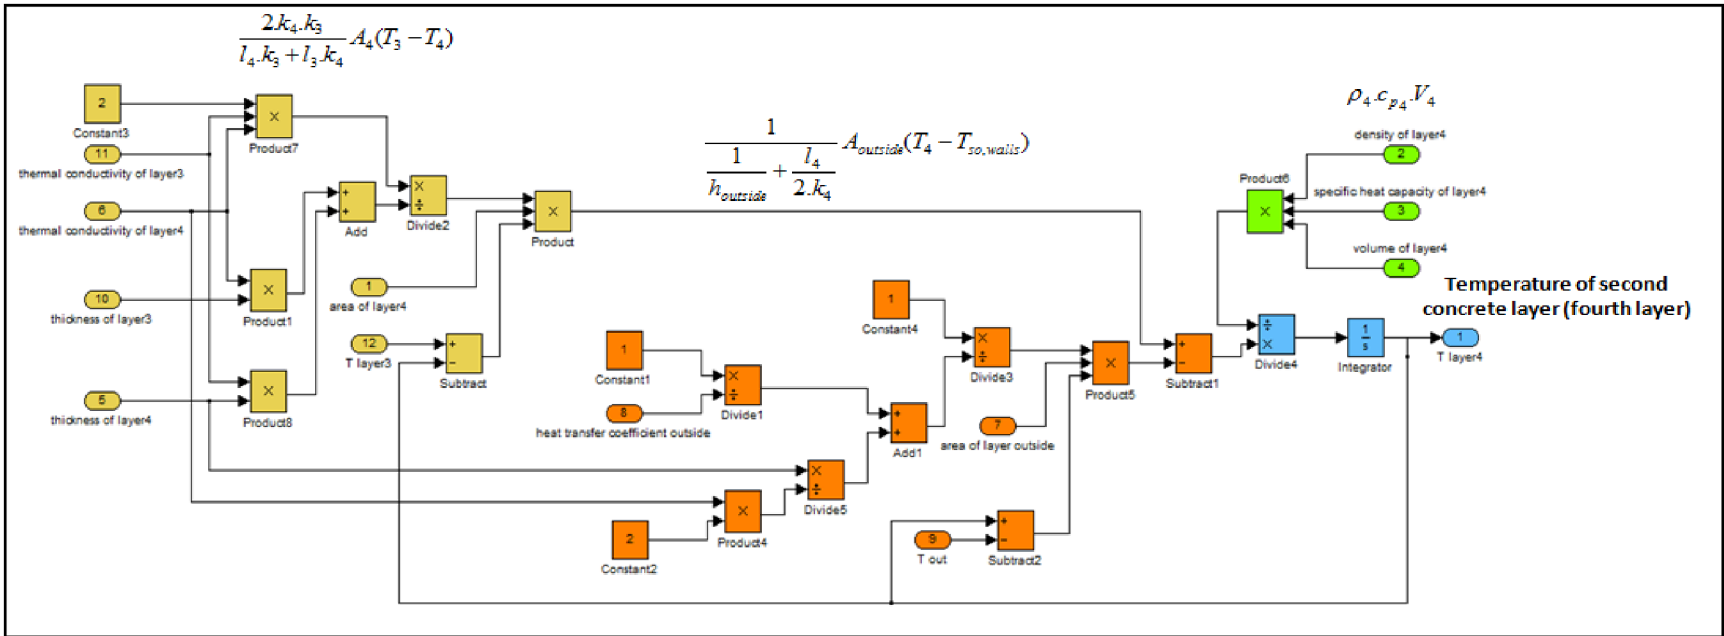 2.k₄.k₃ / l₄.k₃ + l₃.k₄ A₄(T₃ − T₄)
2
Constant3
11
thermal conductivity of layer3
×
Product7
6
thermal conductivity of layer4
+
+
Add
×
÷
Divide2
×
Product
10
thickness of layer3
×
Product1
1
area of layer4
12
T layer3
+
−
Subtract
5
thickness of layer4
×
Product8
1 / 1 / h_outside + l₄ / 2.k₄ A_outside(T₄ − T_so,walls)
1
Constant1
8
heat transfer coefficient outside
×
÷
Divide1
1
Constant4
×
÷
Divide3
+
+
Add1
7
area of layer outside
×
Product5
+
−
Subtract1
×
÷
Divide5
×
Product4
2
Constant2
9
T out
+
−
Subtract2
ρ₄.c_p₄.V₄
density of layer4
2
Product6
×
specific heat capacity of layer4
3
volume of layer4
4
Temperature of second
concrete layer (fourth layer)
÷
×
Divide4
1
s
Integrator
1
T layer4